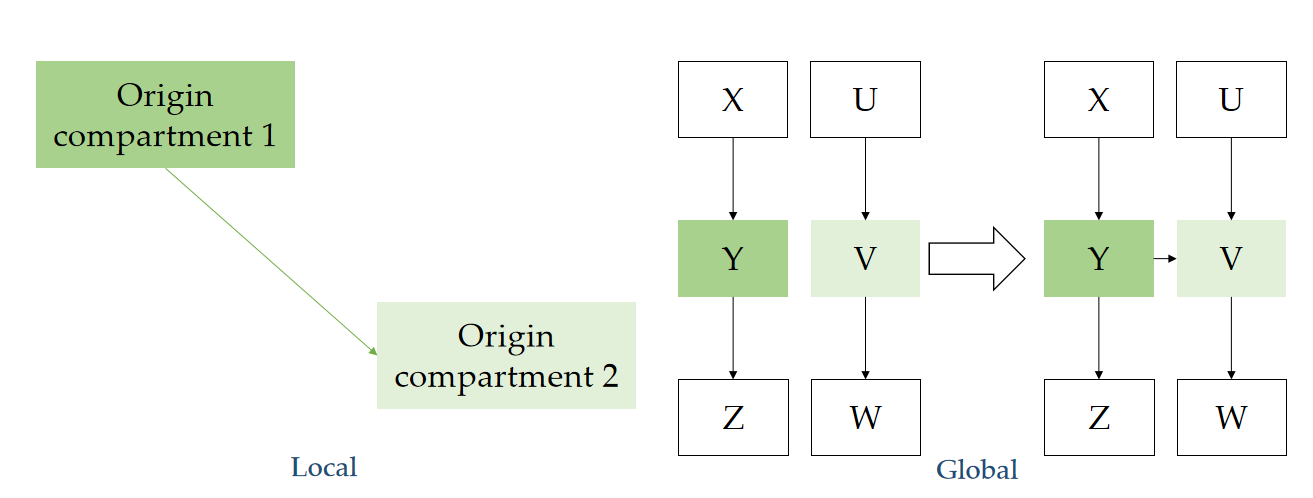 Origin
compartment 1
Origin
compartment 2
Local
X
U
Y
V
Z
W
X
U
Y
V
Z
W
Global